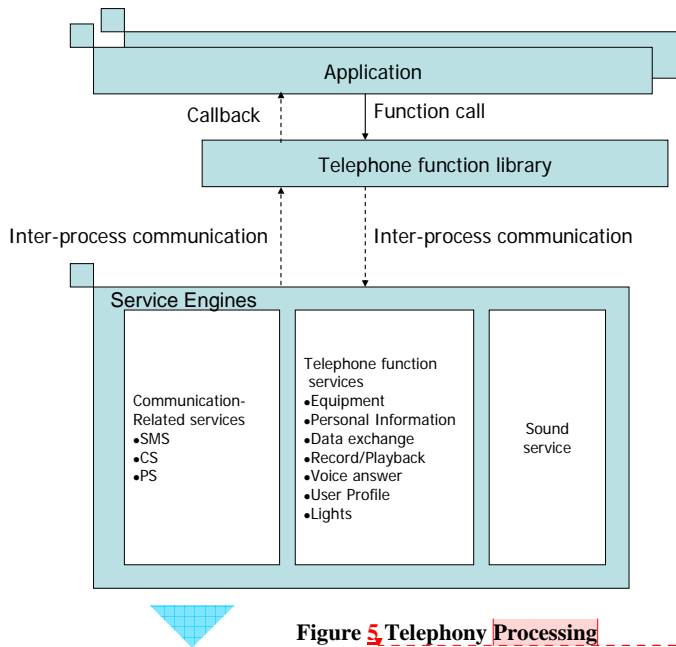 Application
Callback
Function call
Telephone function library
Inter-process communication
Inter-process communication
Service Engines
Communication-
Related services
●SMS
●CS
●PS
Telephone function
services
●Equipment
●Personal Information
●Data exchange
●Record/Playback
●Voice answer
●User Profile
●Lights
Sound
service
Figure 5 Telephony Processing